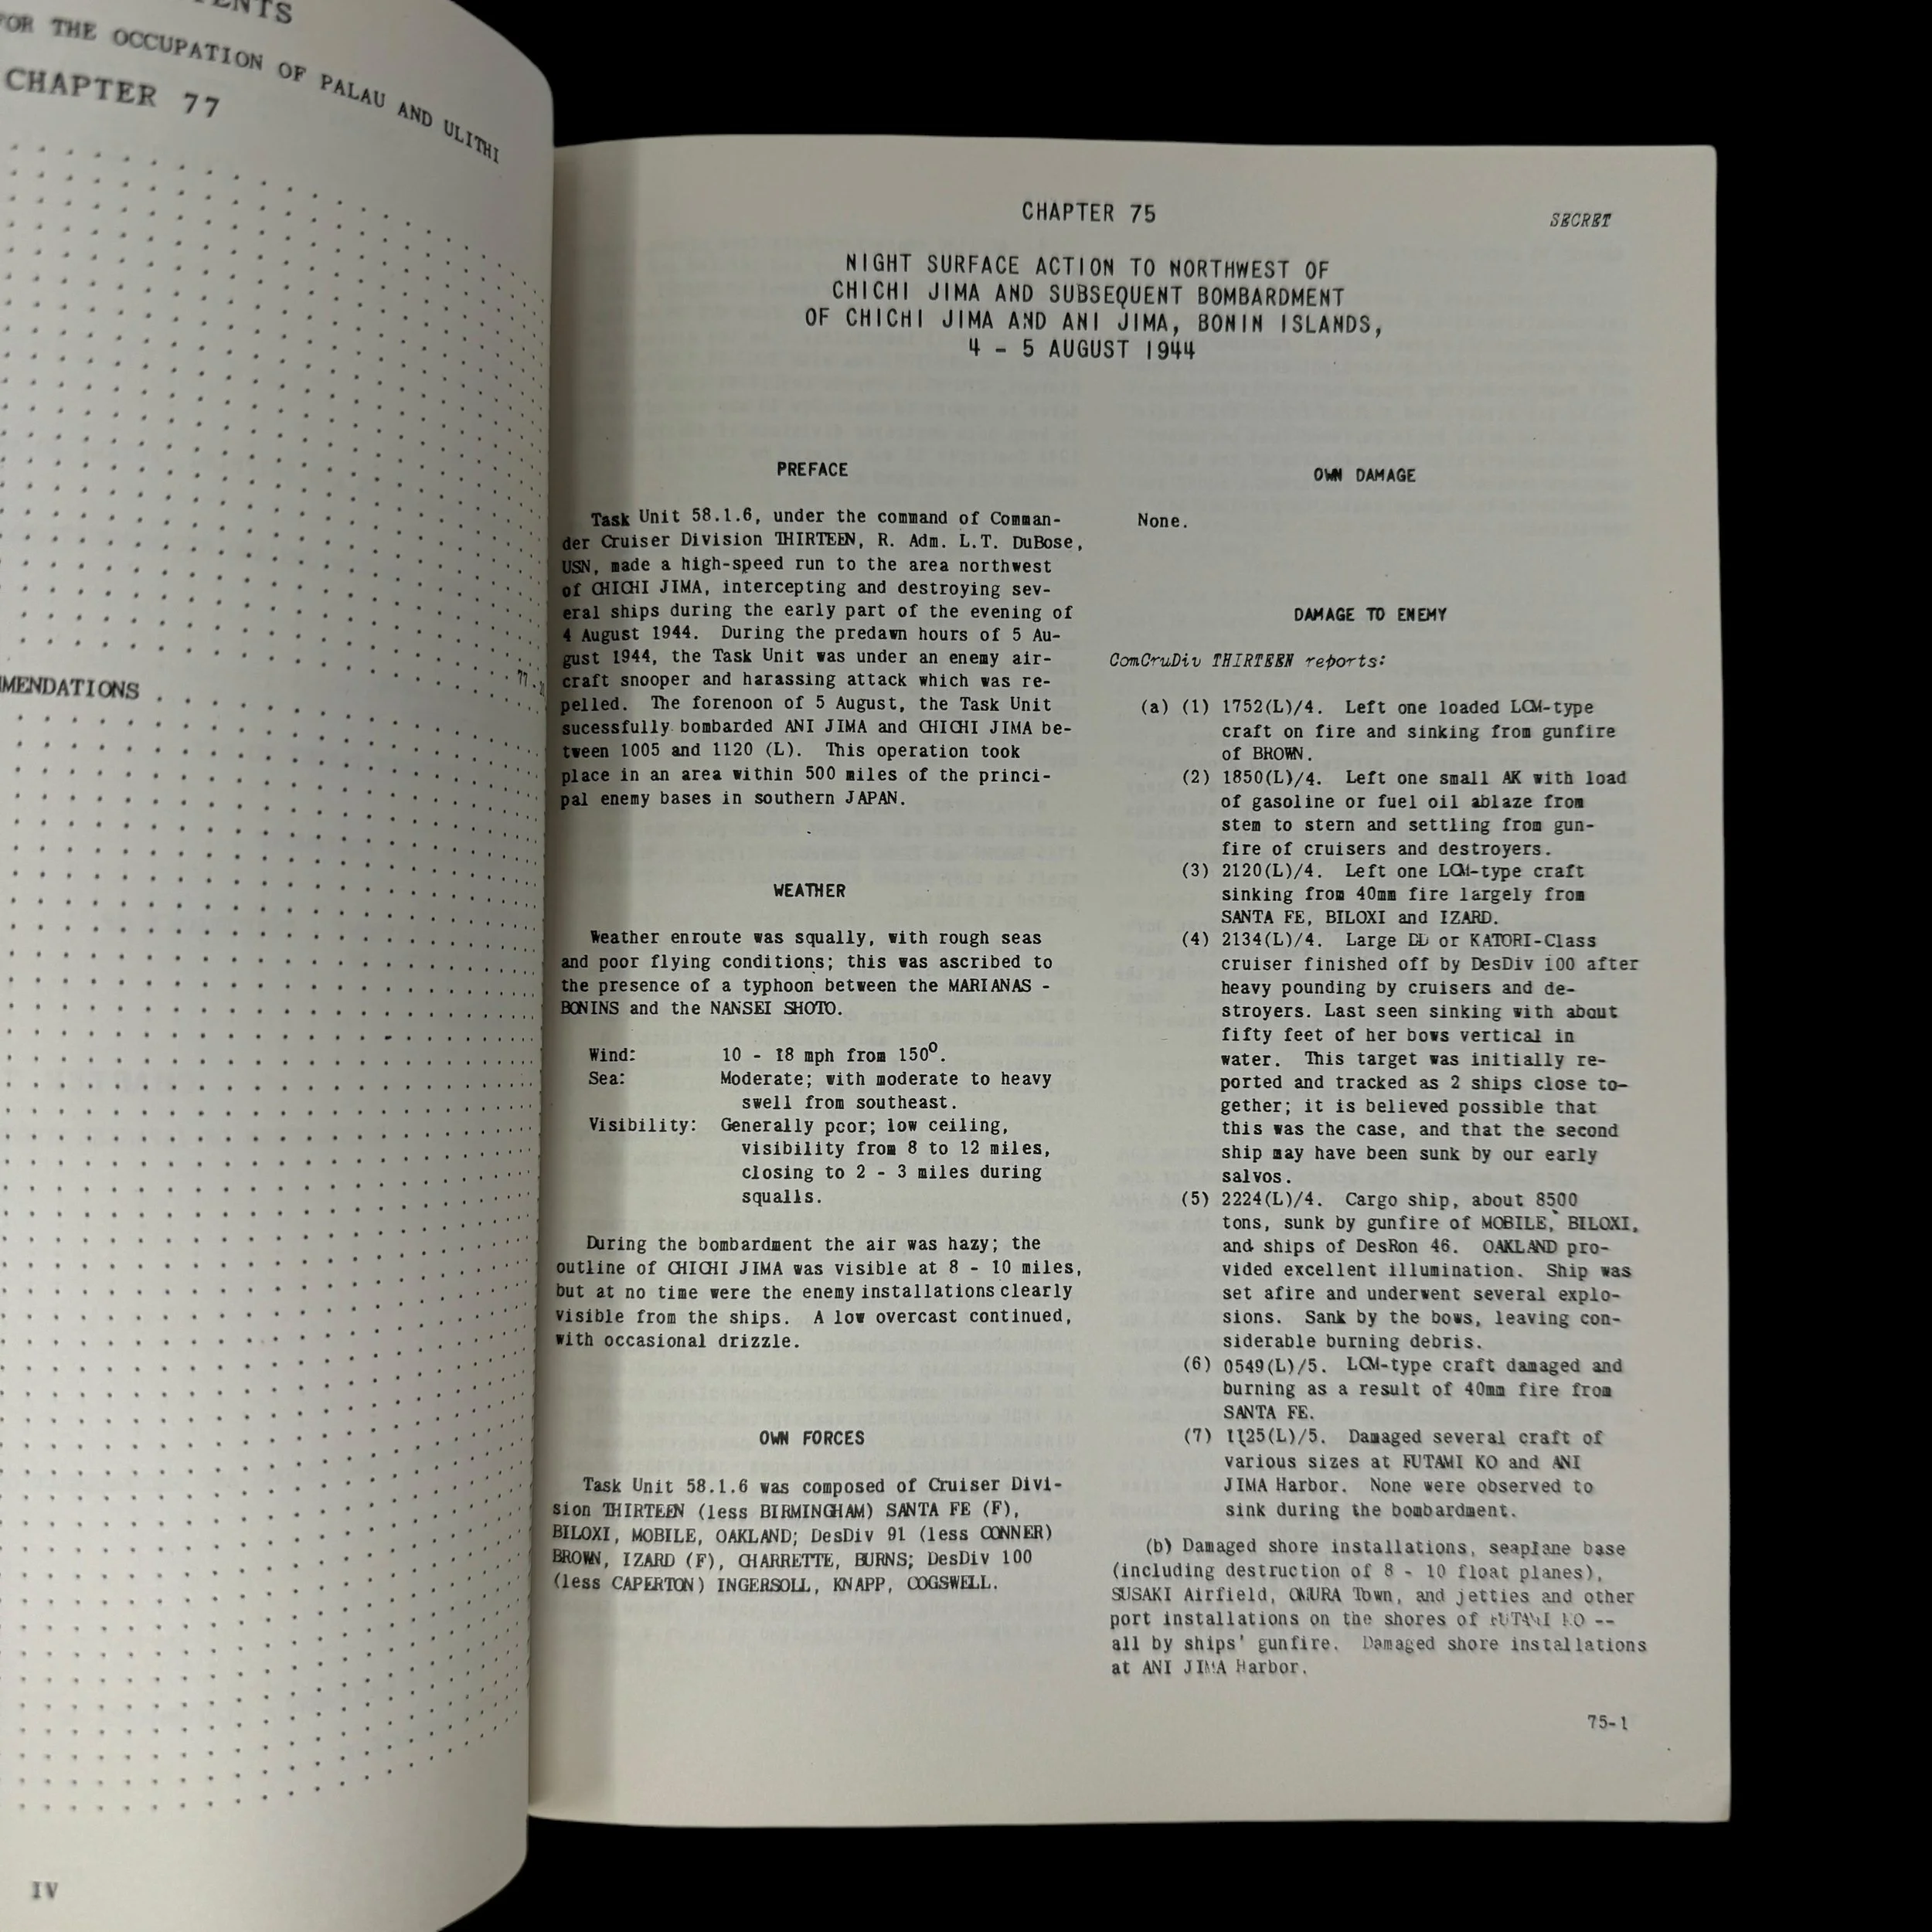 FOR THE OCCUPATION OF PALAU AND ULITHI
CHAPTER 77
IV
CHAPTER 75
SECRET
NIGHT SURFACE ACTION TO NORTHWEST OF
CHICHI JIMA AND SUBSEQUENT BOMBARDMENT
OF CHICHI JIMA AND ANI JIMA, BONIN ISLANDS,
4 - 5 AUGUST 1944
PREFACE
Task Unit 58.1.6, under the command of Comman-
der Cruiser Division THIRTEEN, R. Adm. L.T. DuBose,
USN, made a high-speed run to the area northwest
of CHICHI JIMA, intercepting and destroying sev-
eral ships during the early part of the evening of
4 August 1944. During the predawn hours of 5 Au-
gust 1944, the Task Unit was under an enemy air-
craft snooper and harassing attack which was re-
pelled. The forenoon of 5 August, the Task Unit
sucessfully bombarded ANI JIMA and CHICHI JIMA be-
tween 1005 and 1120 (L). This operation took
place in an area within 500 miles of the princi-
pal enemy bases in southern JAPAN.
WEATHER
Weather enroute was squally, with rough seas
and poor flying conditions; this was ascribed to
the presence of a typhoon between the MARIANAS -
BONINS and the NANSEI SHOTO.
Wind: 10 - 18 mph from 150°.
Sea: Moderate; with moderate to heavy
swell from southeast.
Visibility: Generally poor; low ceiling,
visibility from 8 to 12 miles,
closing to 2 - 3 miles during
squalls.
During the bombardment the air was hazy; the
outline of CHICHI JIMA was visible at 8 - 10 miles,
but at no time were the enemy installations clearly
visible from the ships. A low overcast continued,
with occasional drizzle.
OWN FORCES
Task Unit 58.1.6 was composed of Cruiser Divi-
sion THIRTEEN (less BIRMINGHAM) SANTA FE (F),
BILOXI, MOBILE, OAKLAND; DesDiv 91 (less CONNER)
BROWN, IZARD (F), CHARRETTE, BURNS; DesDiv 100
(less CAPERTON) INGERSOLL, KNAPP, COGSWELL.
OWN DAMAGE
None.
DAMAGE TO ENEMY
ComCruDiv THIRTEEN reports:
(a) (1) 1752(L)/4. Left one loaded LCM-type
craft on fire and sinking from gunfire
of BROWN.
(2) 1850(L)/4. Left one small AK with load
of gasoline or fuel oil ablaze from
stem to stern and settling from gun-
fire of cruisers and destroyers.
(3) 2120(L)/4. Left one LCM-type craft
sinking from 40mm fire largely from
SANTA FE, BILOXI and IZARD.
(4) 2134(L)/4. Large DD or KATORI-Class
cruiser finished off by DesDiv 100 after
heavy pounding by cruisers and de-
stroyers. Last seen sinking with about
fifty feet of her bows vertical in
water. This target was initially re-
ported and tracked as 2 ships close to-
gether; it is believed possible that
this was the case, and that the second
ship may have been sunk by our early
salvos.
(5) 2224(L)/4. Cargo ship, about 8500
tons, sunk by gunfire of MOBILE, BILOXI,
and ships of DesRon 46. OAKLAND pro-
vided excellent illumination. Ship was
set afire and underwent several explo-
sions. Sank by the bows, leaving con-
siderable burning debris.
(6) 0549(L)/5. LCM-type craft damaged and
burning as a result of 40mm fire from
SANTA FE.
(7) 1125(L)/5. Damaged several craft of
various sizes at FUTAMI KO and ANI
JIMA Harbor. None were observed to
sink during the bombardment.
(b) Damaged shore installations, seaplane base
(including destruction of 8 - 10 float planes),
SUSAKI Airfield, OMURA Town, and jetties and other
port installations on the shores of FUTAMI KO --
all by ships' gunfire. Damaged shore installations
at ANI JIMA Harbor.
75-1